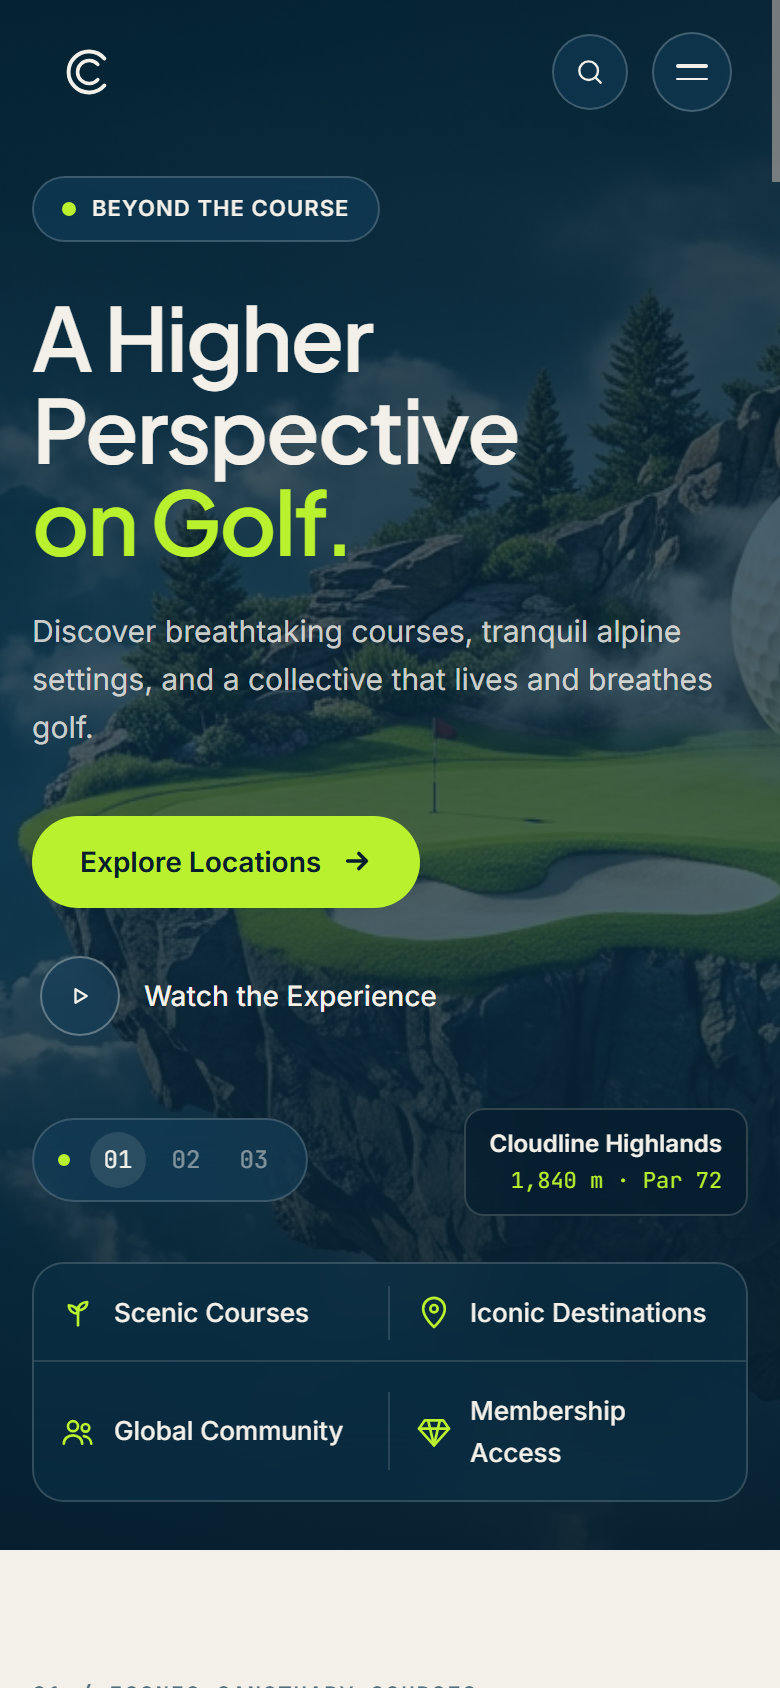 BEYOND THE COURSE
A Higher
Perspective
on Golf.
Discover breathtaking courses, tranquil alpine
settings, and a collective that lives and breathes
golf.
Explore Locations
Watch the Experience
01 02 03
Cloudline Highlands
1,840 m · Par 72
Scenic Courses
Iconic Destinations
Global Community
Membership
Access